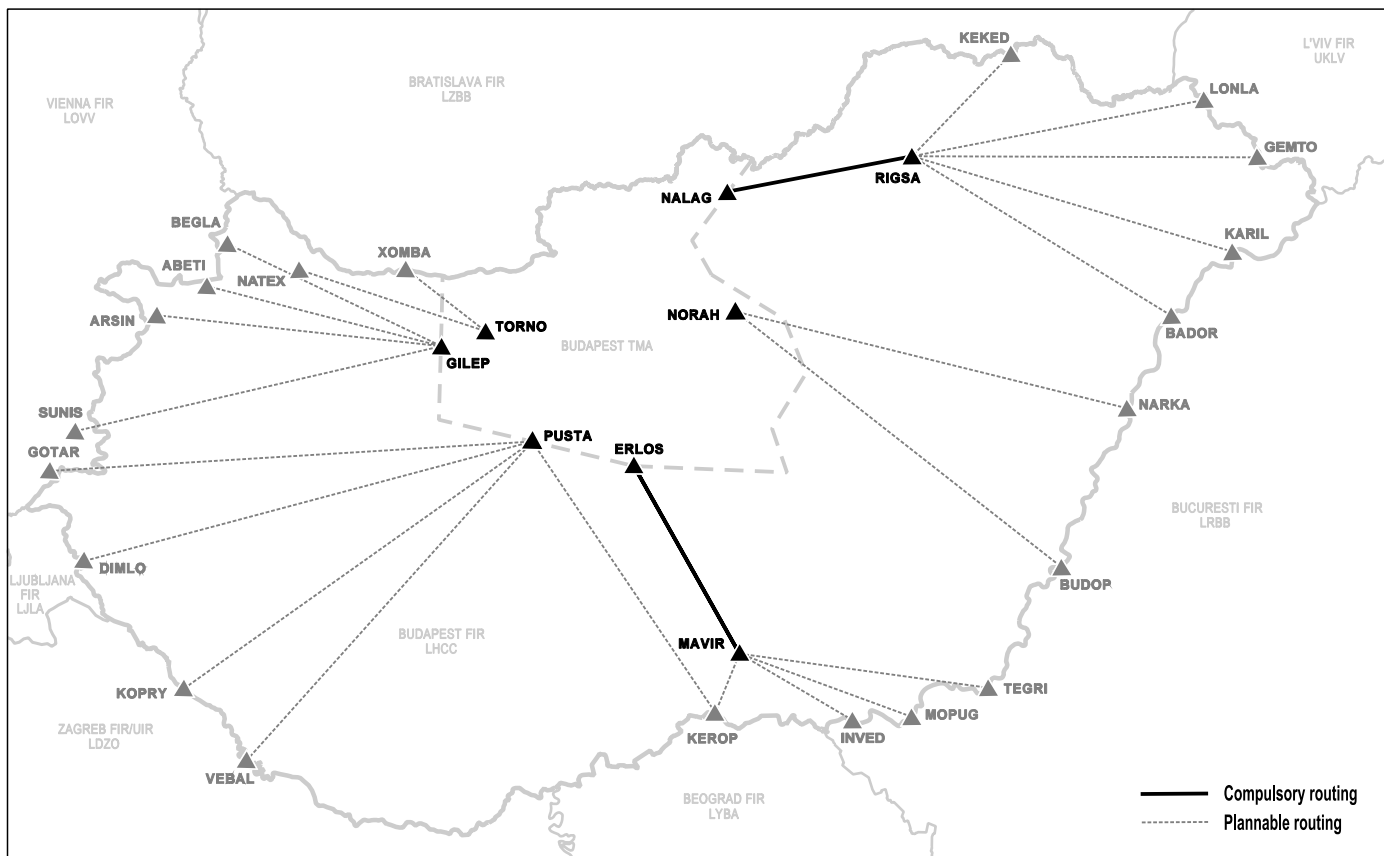 KEKED
L'VIV FIR
UKLV
BRATISLAVA FIR
LZBB
LONLA
VIENNA FIR
LOVV
GEMTO
RIGSA
NALAG
BEGLA
KARIL
XOMBA
ABETI
NATEX
NORAH
ARSIN
TORNO
BADOR
BUDAPEST TMA
GILEP
NARKA
SUNIS
PUSTA
GOTAR
ERLOS
BUCURESTI FIR
LRBB
DIMLO
LJUBLJANA
FIR
LJLA
BUDOP
BUDAPEST FIR
LHCC
MAVIR
KOPRY
TEGRI
MOPUG
ZAGREB FIR/UIR
LDZO
KEROP
INVED
VEBAL
BEOGRAD FIR
LYBA
Compulsory routing
Plannable routing